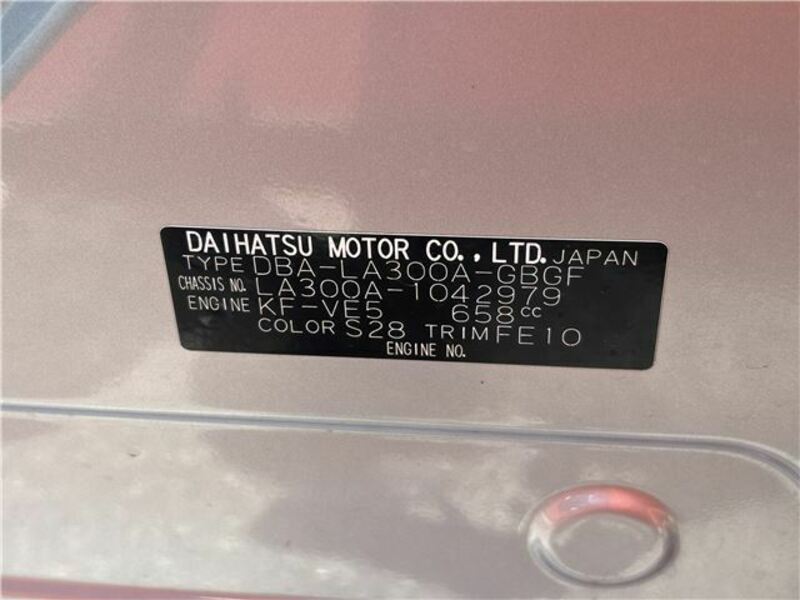 DAIHATSU MOTOR CO., LTD. JAPAN
TYPE DBA-LA300A-GBGF
CHASSIS NO. LA300A-1042979
ENGINE KF-VE5 658cc
COLOR S28 TRIM FE10
ENGINE NO.